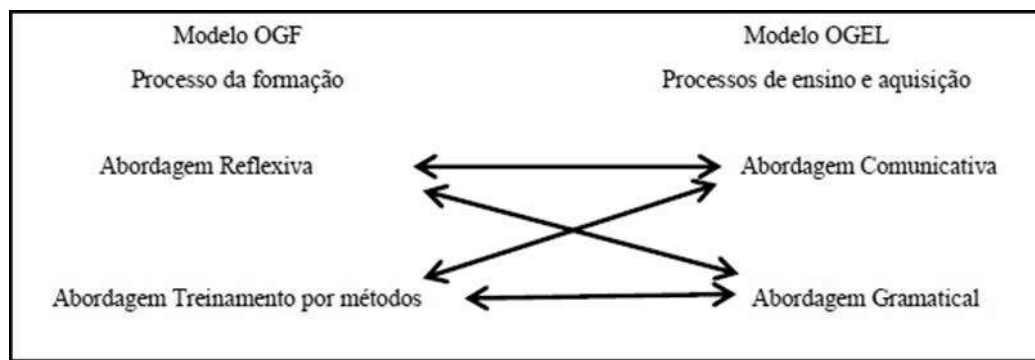 Modelo OGF
Modelo OGEL
Processo da formação
Processos de ensino e aquisição
Abordagem Reflexiva
Abordagem Comunicativa
Abordagem Treinamento por métodos
Abordagem Gramatical